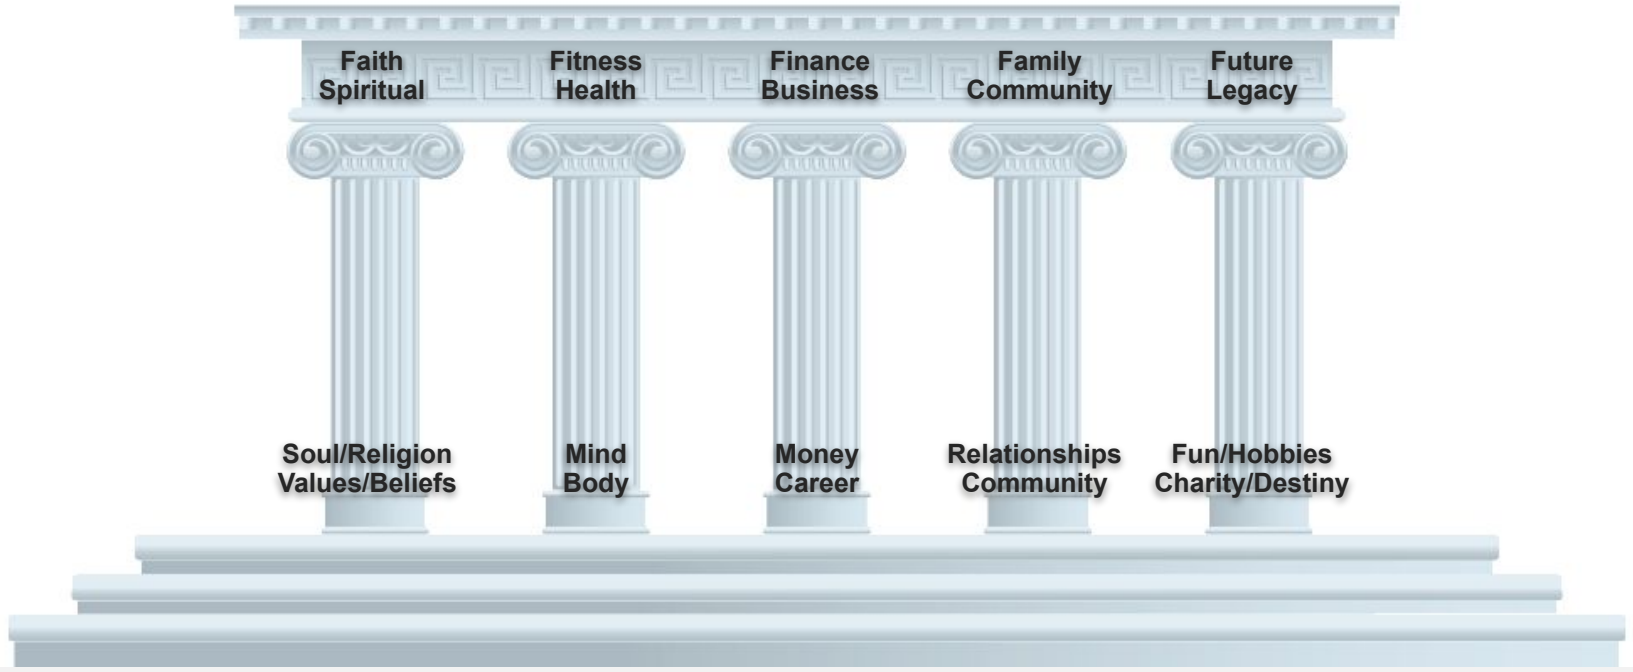 Faith
Spiritual
Fitness
Health
Finance
Business
Family
Community
Future
Legacy
Soul/Religion
Values/Beliefs
Mind
Body
Money
Career
Relationships
Community
Fun/Hobbies
Charity/Destiny